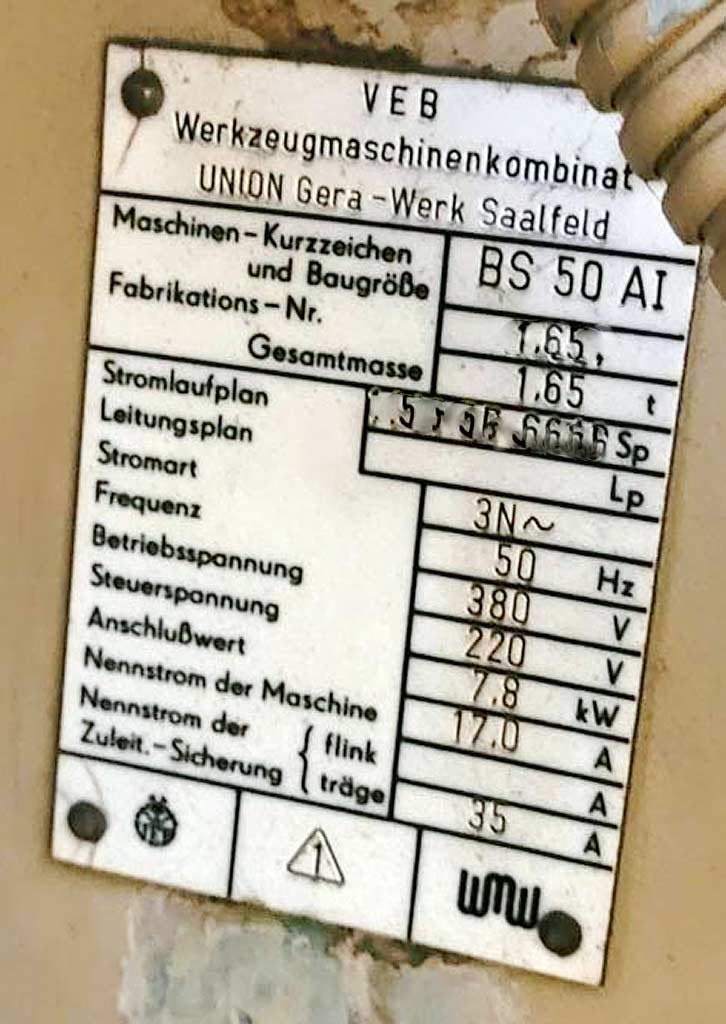 VEB
Werkzeugmaschinenkombinat
UNION Gera-Werk Saalfeld
Maschinen-Kurzzeichen
und Baugröße BS 50 AI
Fabrikations-Nr.
Gesamtmasse 1,65 t
Stromlaufplan Sp
Leitungsplan Lp
Stromart 3N~
Frequenz 50 Hz
Betriebsspannung 380 V
Steuerspannung 220 V
Anschlußwert 7,8 kW
Nennstrom der Maschine 17,0 A
Nennstrom der { flink A
Zuleit.-Sicherung { träge 35 A
1
WMW